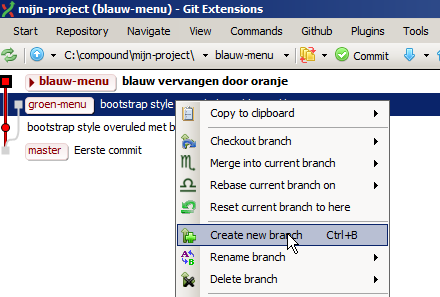 mijn-project (blauw-menu) - Git Extensions
Start Repository Navigate View Commands Github Plugins Tools
C:\compound\mijn-project\ blauw-menu Commit
blauw-menu blauw vervangen door oranje
groen-menu bootstrap style
bootstrap style overuled met b
master Eerste commit
Copy to clipboard
Checkout branch
Merge into current branch
Rebase current branch on
Reset current branch to here
Create new branch Ctrl+B
Rename branch
Delete branch